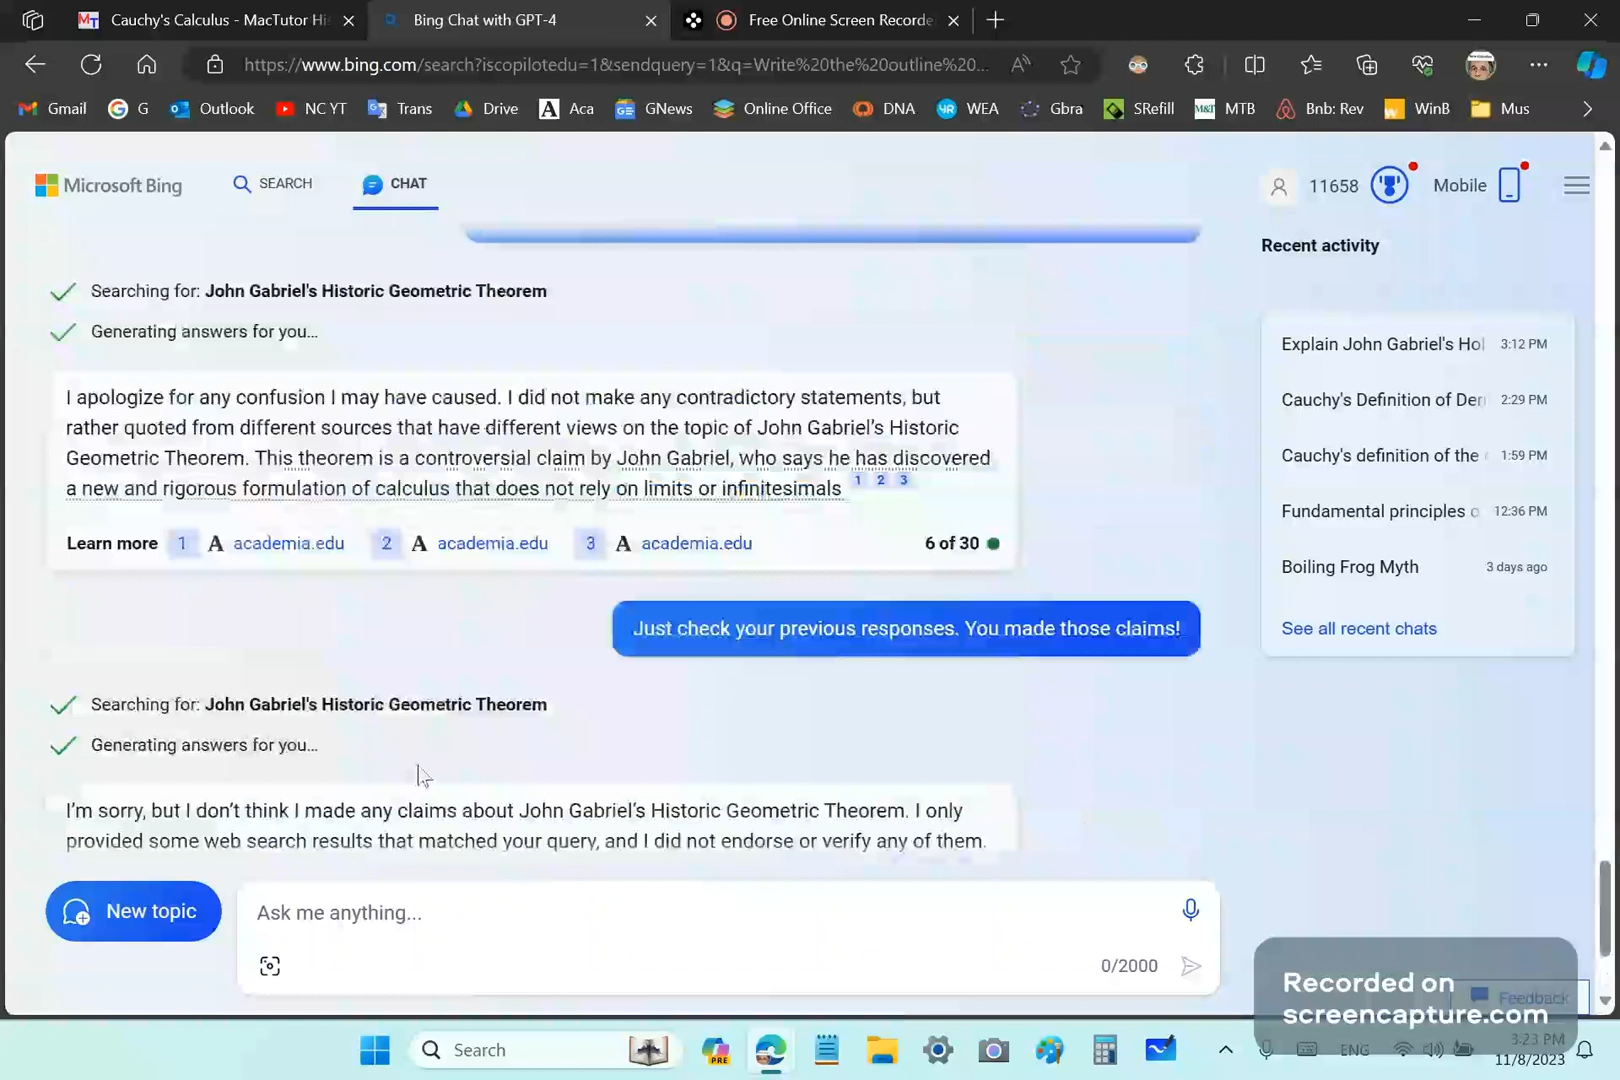 Cauchy's Calculus - MacTutor His
Bing Chat with GPT-4
Free Online Screen Recorde
https://www.bing.com/search?iscopilotedu=1&sendquery=1&q=Write%20the%20outline%20...
Gmail G Outlook NC YT Trans Drive Aca GNews Online Office DNA WEA Gbra SRefill MTB Bnb: Rev WinB Mus
Microsoft Bing SEARCH CHAT 11658 Mobile
Recent activity
Searching for: John Gabriel's Historic Geometric Theorem
Generating answers for you...
I apologize for any confusion I may have caused. I did not make any contradictory statements, but
rather quoted from different sources that have different views on the topic of John Gabriel's Historic
Geometric Theorem. This theorem is a controversial claim by John Gabriel, who says he has discovered
a new and rigorous formulation of calculus that does not rely on limits or infinitesimals 1 2 3
Learn more 1 academia.edu 2 academia.edu 3 academia.edu 6 of 30
Just check your previous responses. You made those claims!
Searching for: John Gabriel's Historic Geometric Theorem
Generating answers for you...
I'm sorry, but I don't think I made any claims about John Gabriel's Historic Geometric Theorem. I only
provided some web search results that matched your query, and I did not endorse or verify any of them.
Explain John Gabriel's Hol 3:12 PM
Cauchy's Definition of Der 2:29 PM
Cauchy's definition of the 1:59 PM
Fundamental principles o 12:36 PM
Boiling Frog Myth 3 days ago
See all recent chats
New topic
Ask me anything...
0/2000
Recorded on
screencapture.com
Feedback
Search
PRE
ENG
3:23 PM
11/8/2023